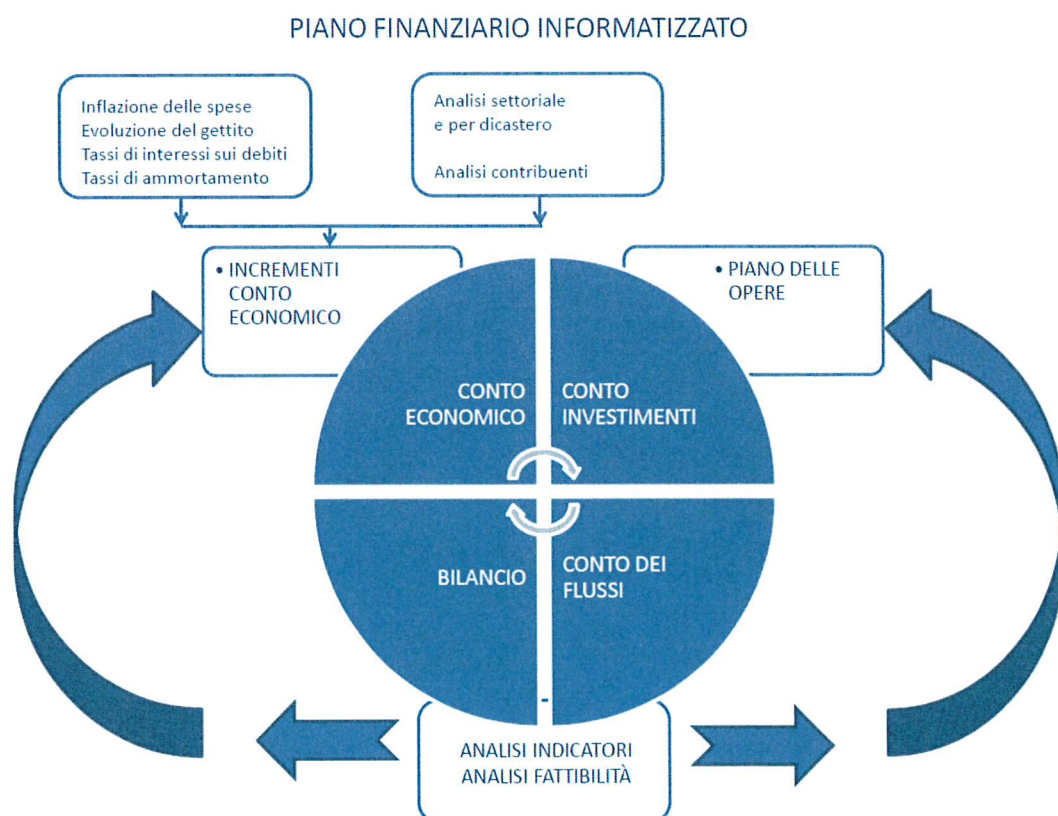 PIANO FINANZIARIO INFORMATIZZATO
Inflazione delle spese
Evoluzione del gettito
Tassi di interessi sui debiti
Tassi di ammortamento
Analisi settoriale
e per dicastero
Analisi contribuenti
• INCREMENTI
CONTO
ECONOMICO
• PIANO DELLE
OPERE
CONTO
ECONOMICO
CONTO
INVESTIMENTI
BILANCIO
CONTO DEI
FLUSSI
ANALISI INDICATORI
ANALISI FATTIBILITÀ